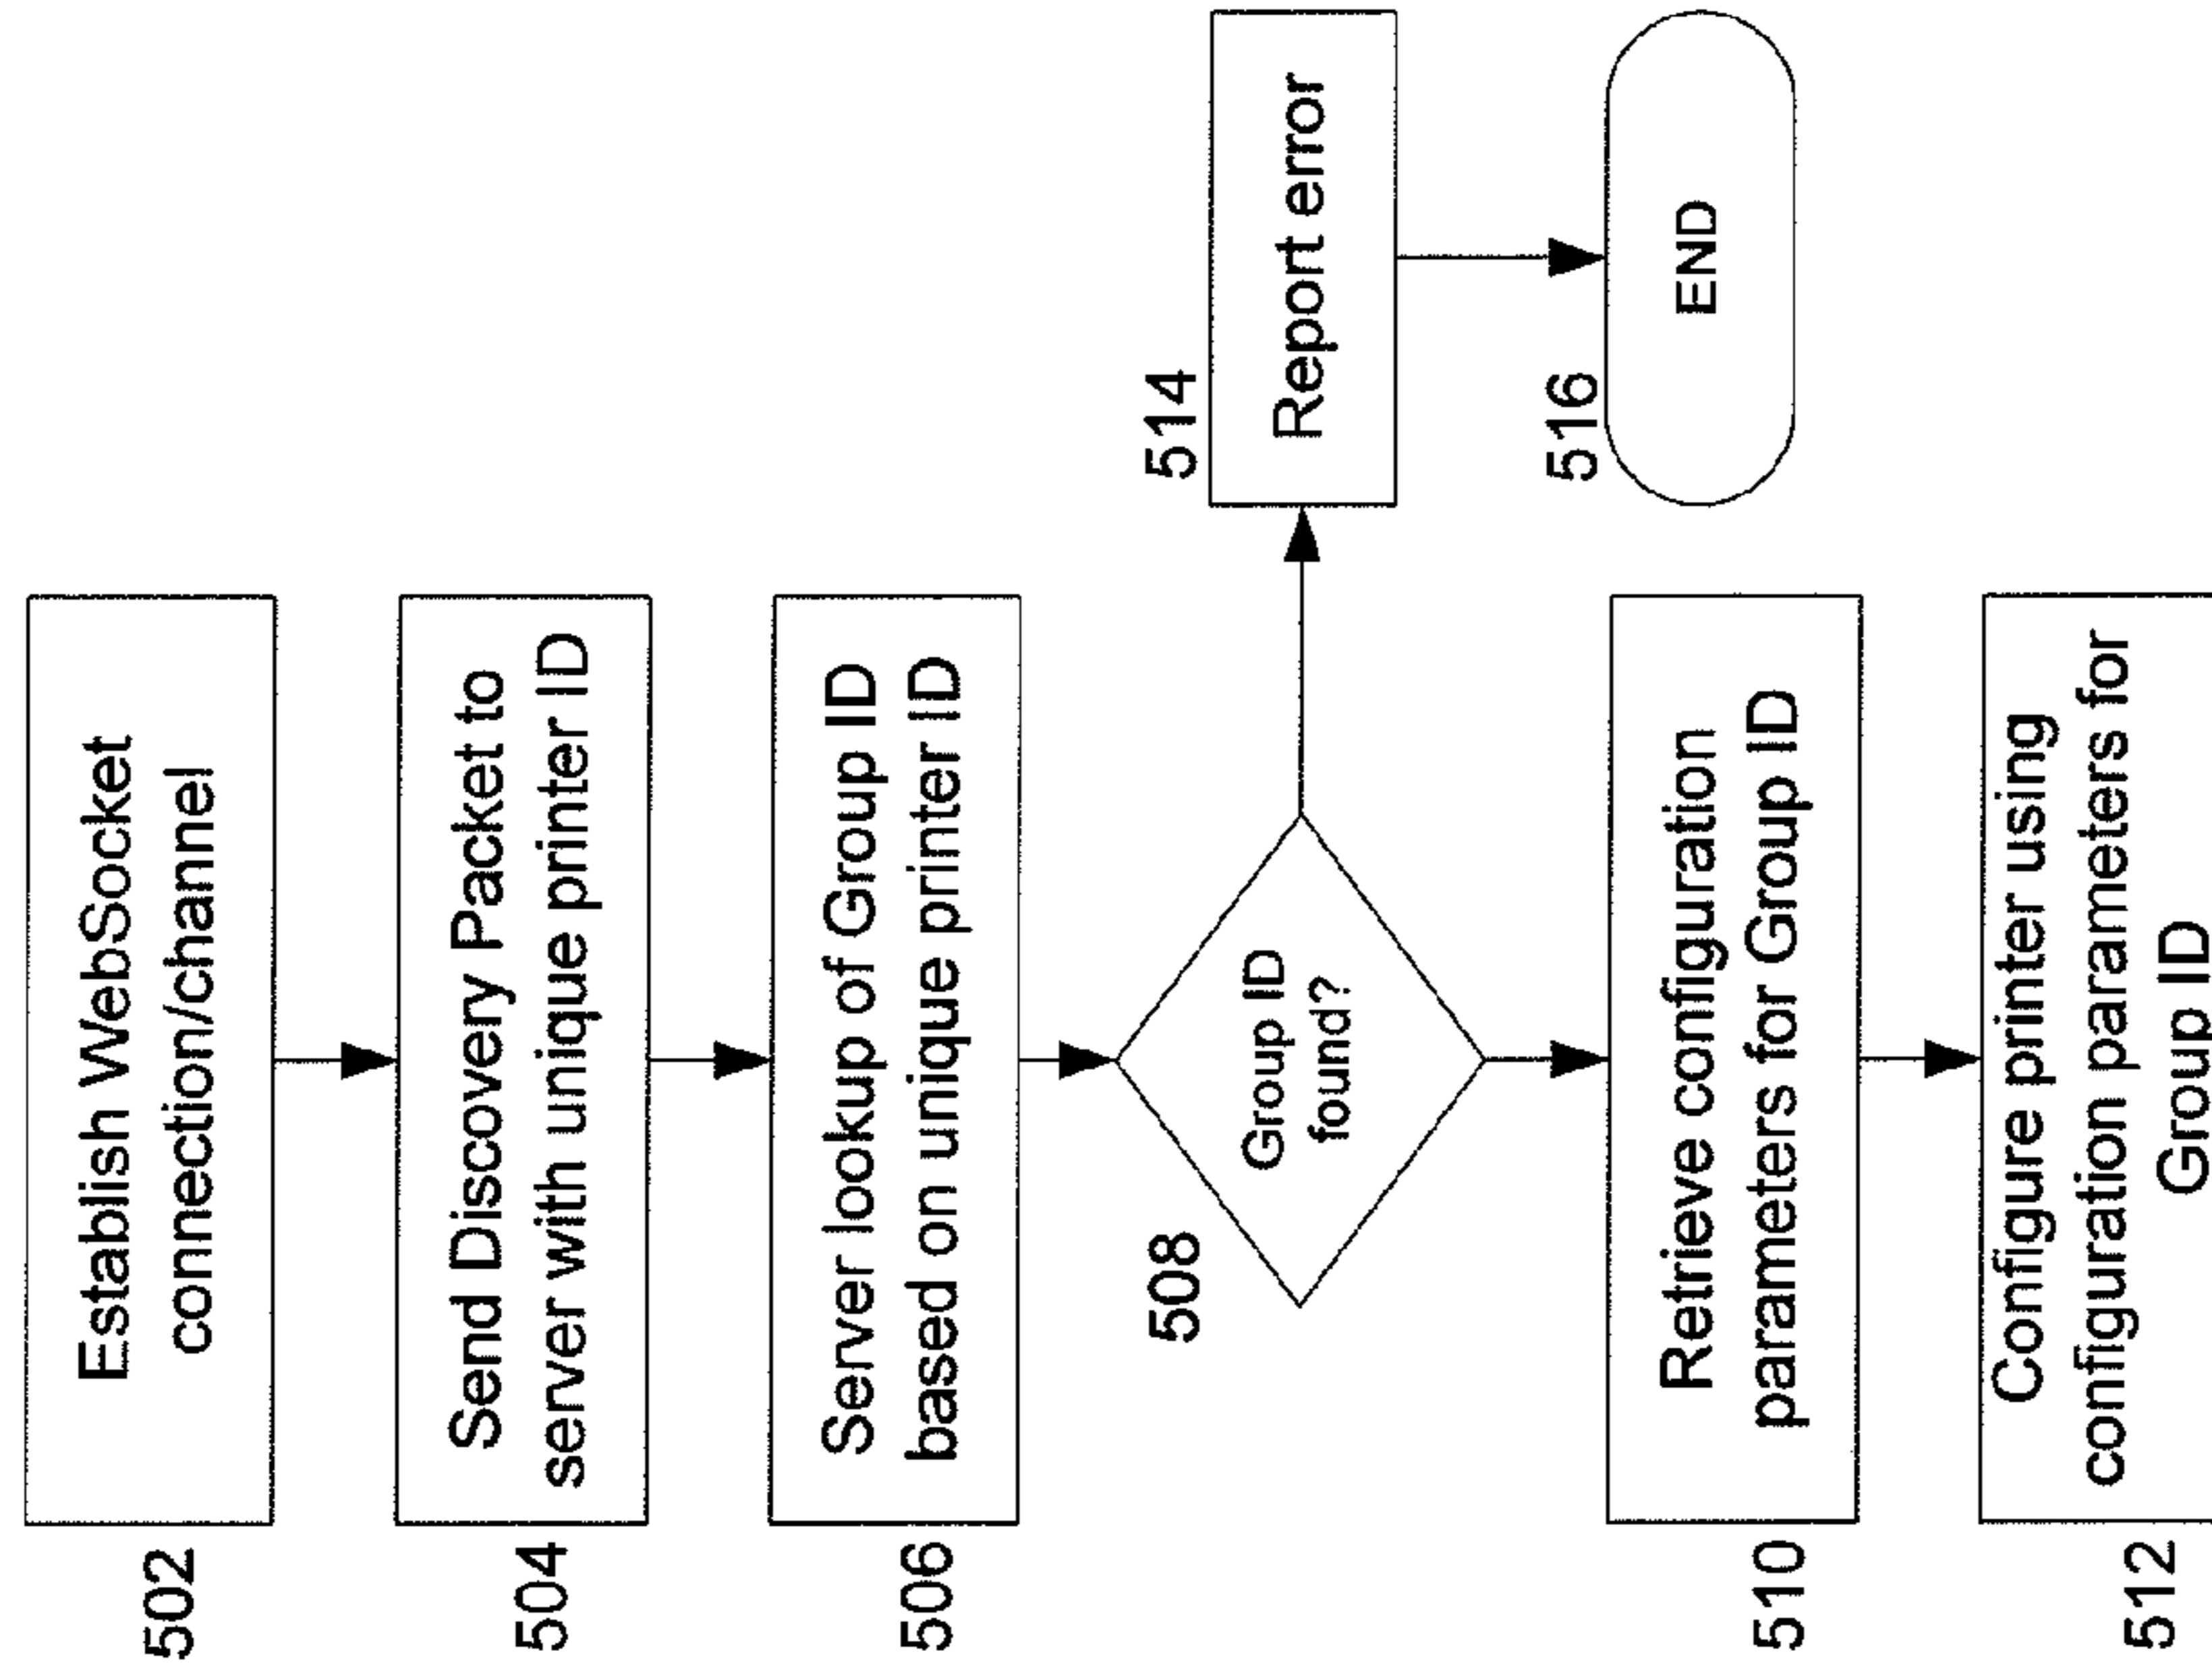 502
Establish WebSocket
connection/channel
504
Send Discovery Packet to
server with unique printer ID
506
Server lookup of Group ID
based on unique printer ID
508
Group ID
found?
514
Report error
516
END
510
Retrieve configuration
parameters for Group ID
512
Configure printer using
configuration parameters for
Group ID